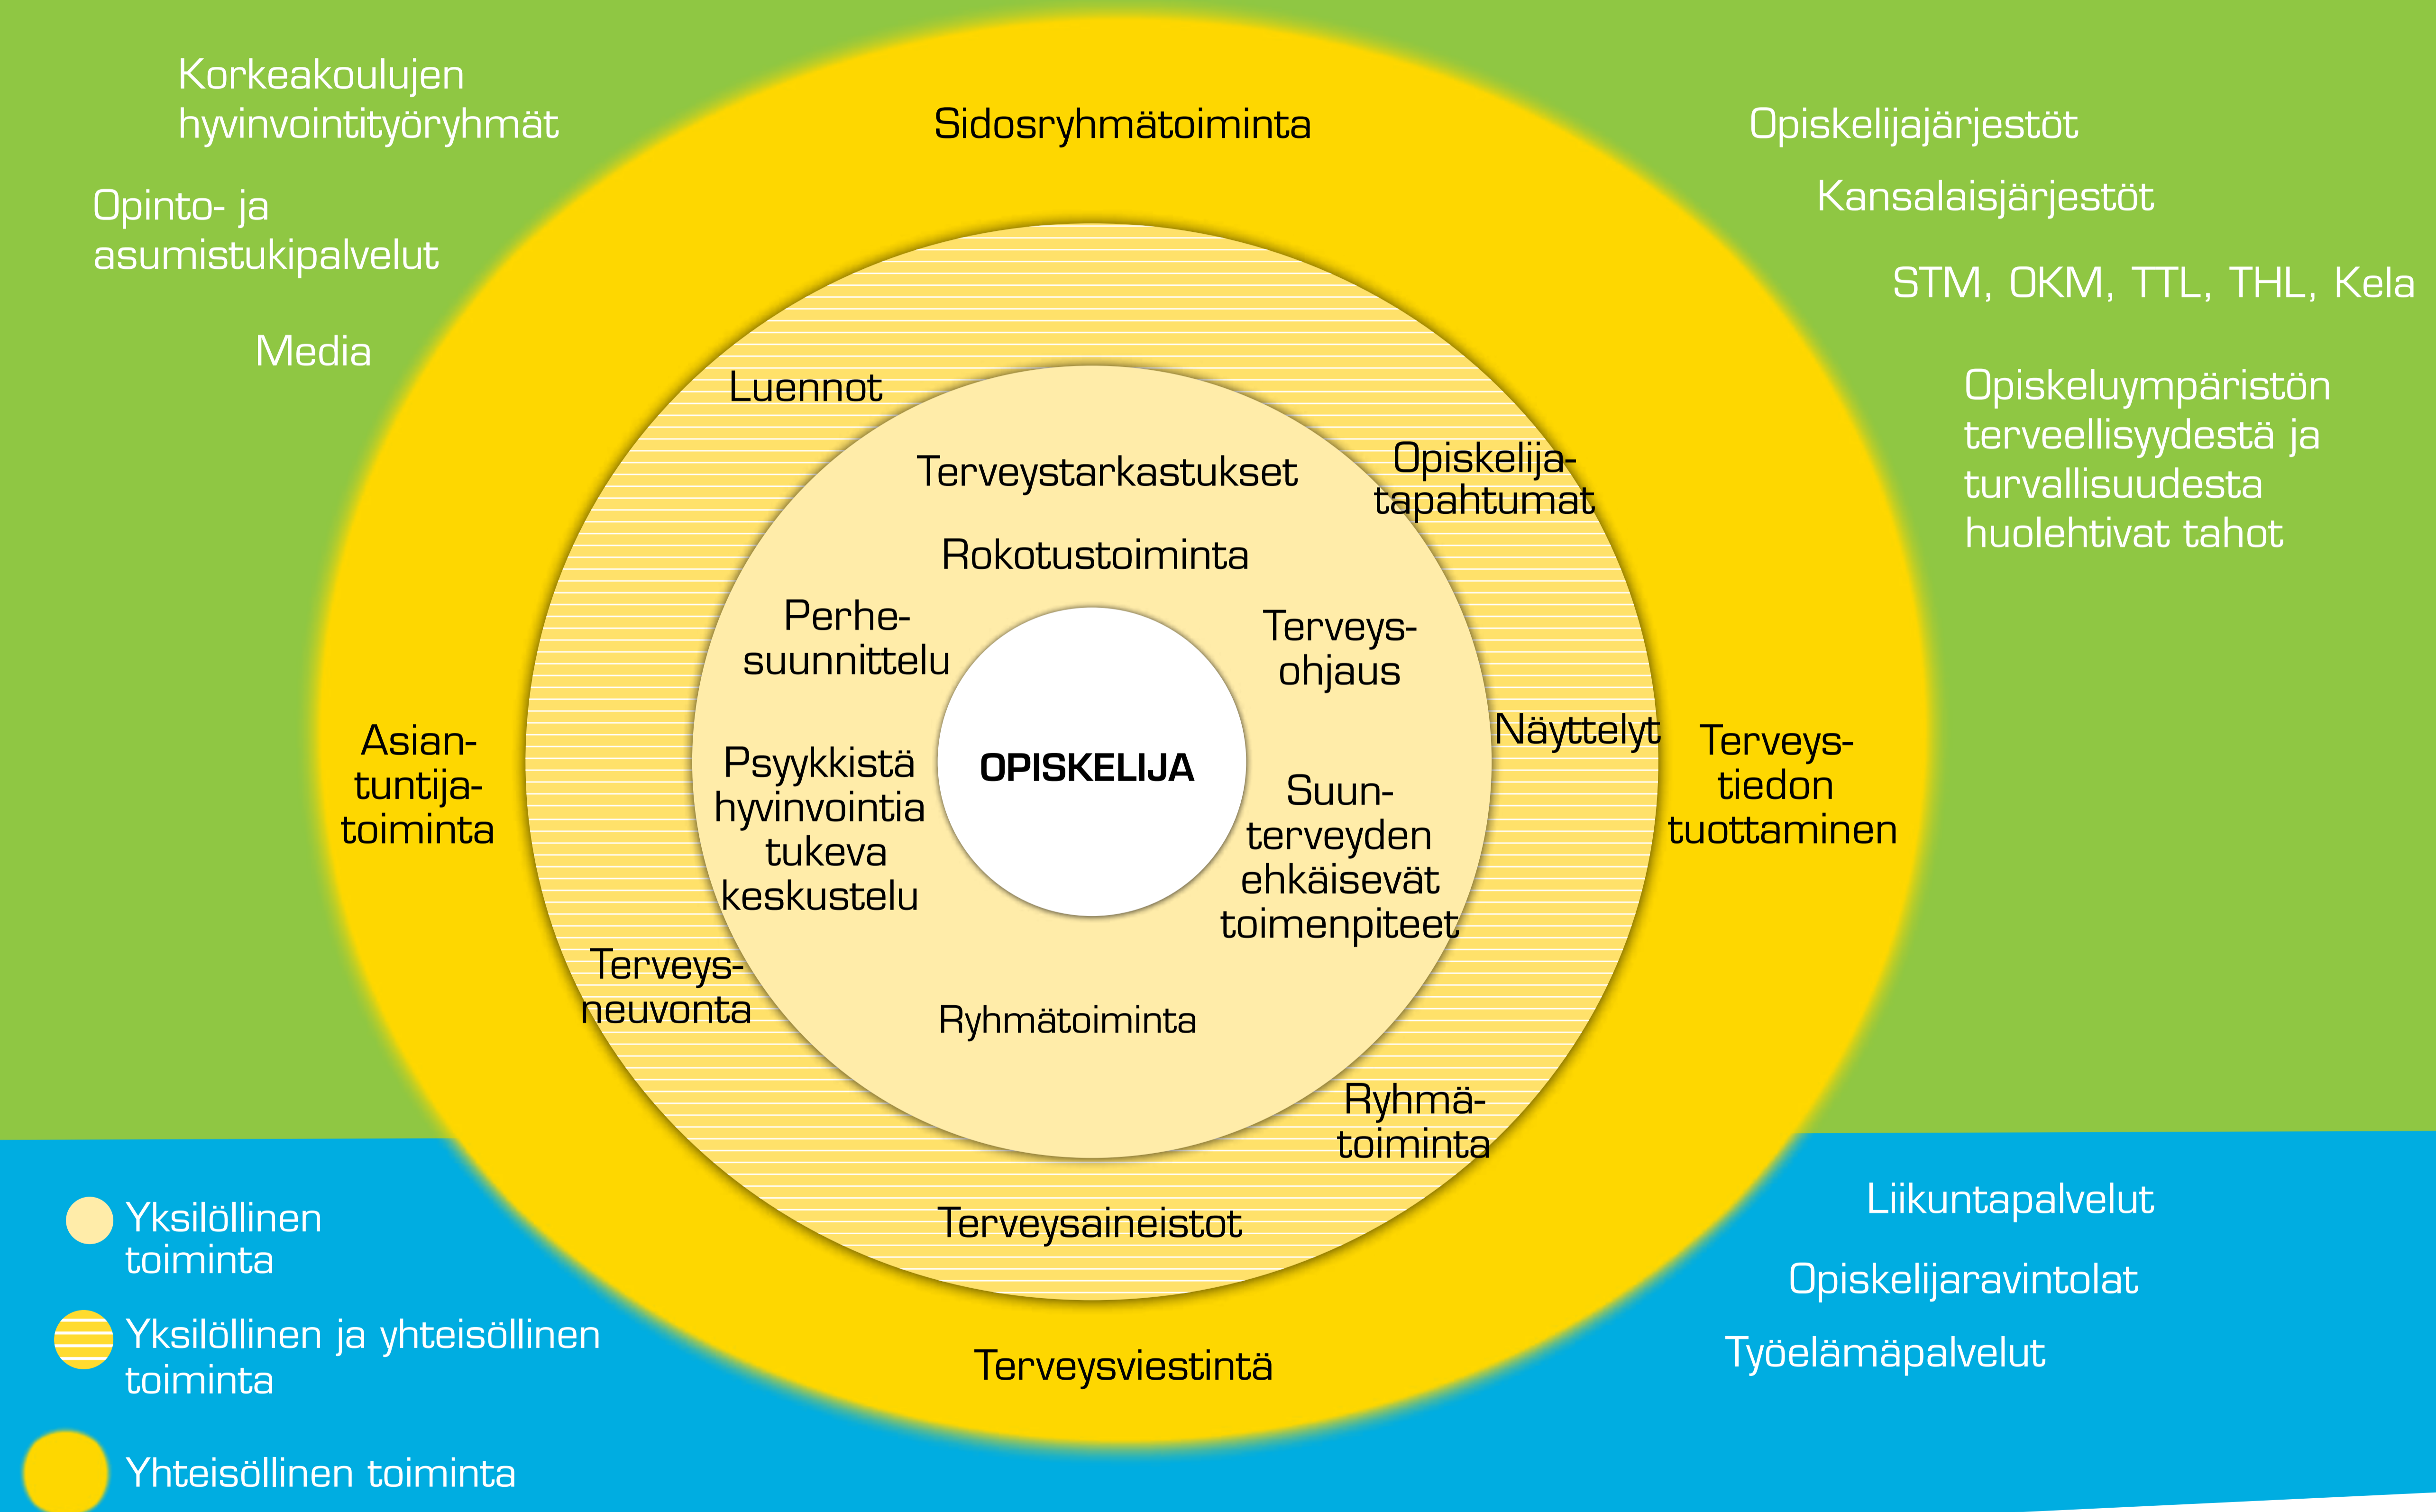 Korkeakoulujen
hyvinvointityöryhmät
Opinto- ja
asumistukipalvelut
Media
Sidosryhmätoiminta
Opiskelijajärjestöt
Kansalaisjärjestöt
STM, OKM, TTL, THL, Kela
Opiskeluympäristön
terveellisyydestä ja
turvallisuudesta
huolehtivat tahot
Luennot
Opiskelija-
tapahtumat
Terveystarkastukset
Rokotustoiminta
Perhe-
suunnittelu
Terveys-
ohjaus
Asian-
tuntija-
toiminta
Psyykkistä
hyvinvointia
tukeva
keskustelu
OPISKELIJA
Suun-
terveyden
ehkäisevät
toimenpiteet
Näyttelyt
Terveys-
tiedon
tuottaminen
Terveys-
neuvonta
Ryhmätoiminta
Ryhmä-
toiminta
Terveysaineistot
Terveysviestintä
Yksilöllinen
toiminta
Yksilöllinen ja yhteisöllinen
toiminta
Yhteisöllinen toiminta
Liikuntapalvelut
Opiskelijaravintolat
Työelämäpalvelut